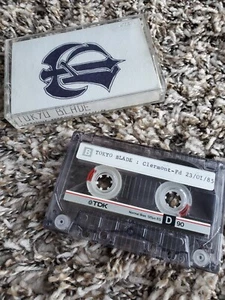 TOKYO BLADE
B TOKYO BLADE : Clermont-Fd 23/01/85
TDK
D 90